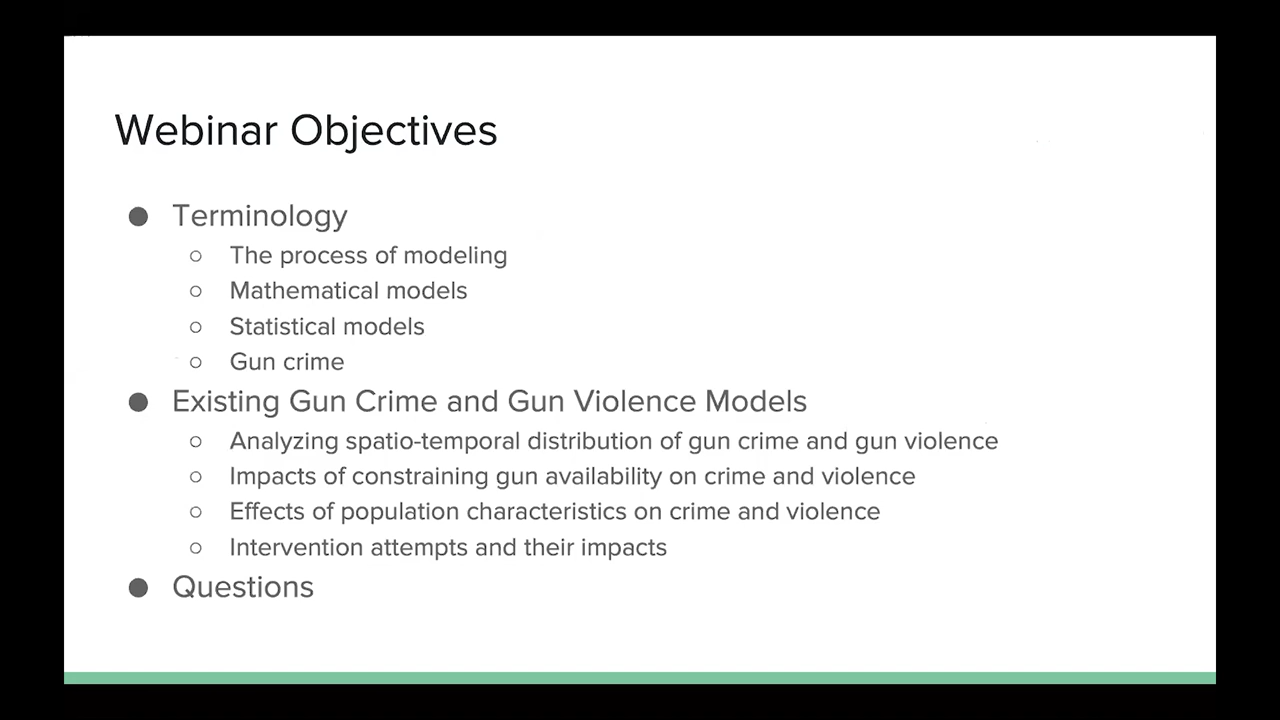 Webinar Objectives
● Terminology
○ The process of modeling
○ Mathematical models
○ Statistical models
○ Gun crime
● Existing Gun Crime and Gun Violence Models
○ Analyzing spatio-temporal distribution of gun crime and gun violence
○ Impacts of constraining gun availability on crime and violence
○ Effects of population characteristics on crime and violence
○ Intervention attempts and their impacts
● Questions